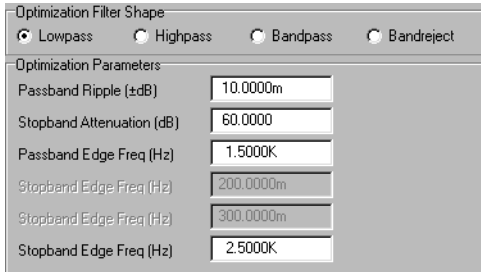 Optimization Filter Shape
Lowpass Highpass Bandpass Bandreject
Optimization Parameters
Passband Ripple (±dB) 10.0000m
Stopband Attenuation (dB) 60.0000
Passband Edge Freq (Hz) 1.5000K
Stopband Edge Freq (Hz) 200.0000m
Stopband Edge Freq (Hz) 300.0000m
Stopband Edge Freq (Hz) 2.5000K